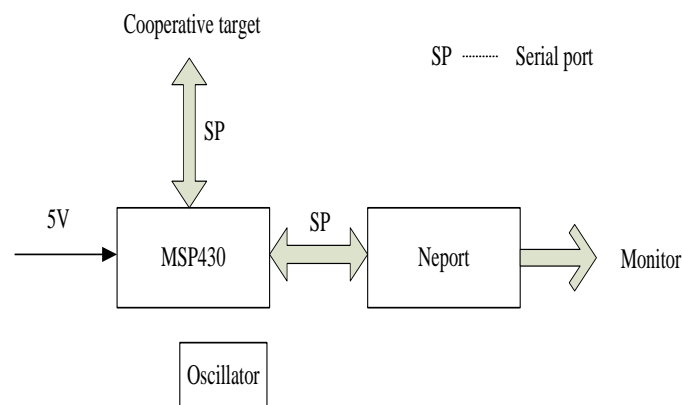 Cooperative target
SP ........... Serial port
SP
5V
SP
MSP430
Neport
Monitor
Oscillator